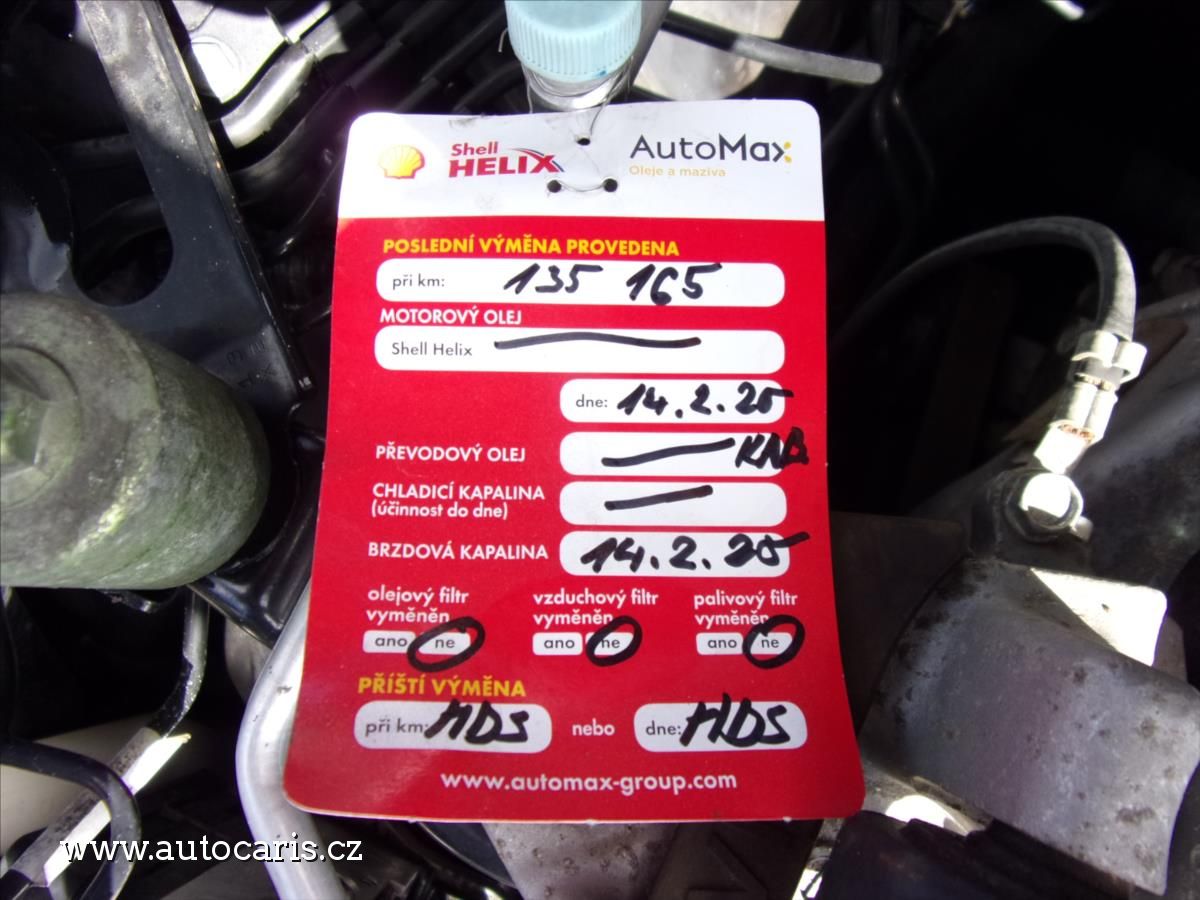 Shell
HELIX
AutoMax
Oleje a maziva
POSLEDNÍ VÝMĚNA PROVEDENA
při km: 135 165
MOTOROVÝ OLEJ
Shell Helix
dne: 14.2.25
PŘEVODOVÝ OLEJ
CHLADICÍ KAPALINA
(účinnost do dne)
BRZDOVÁ KAPALINA 14.2.25
olejový filtr vzduchový filtr palivový filtr
vyměněn vyměněn vyměněn
ano ne ano ne ano ne
PŘÍŠTÍ VÝMĚNA
při km: HDS nebo dne: HDS
www.automax-group.com
www.autocaris.cz